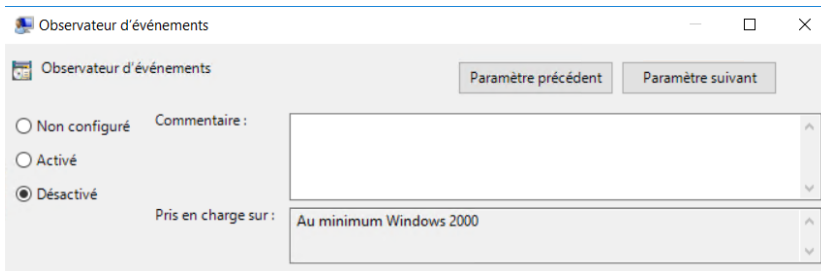 Observateur d'événements
Observateur d'événements
Paramètre précédent
Paramètre suivant
Non configuré
Commentaire :
Activé
Désactivé
Pris en charge sur :
Au minimum Windows 2000